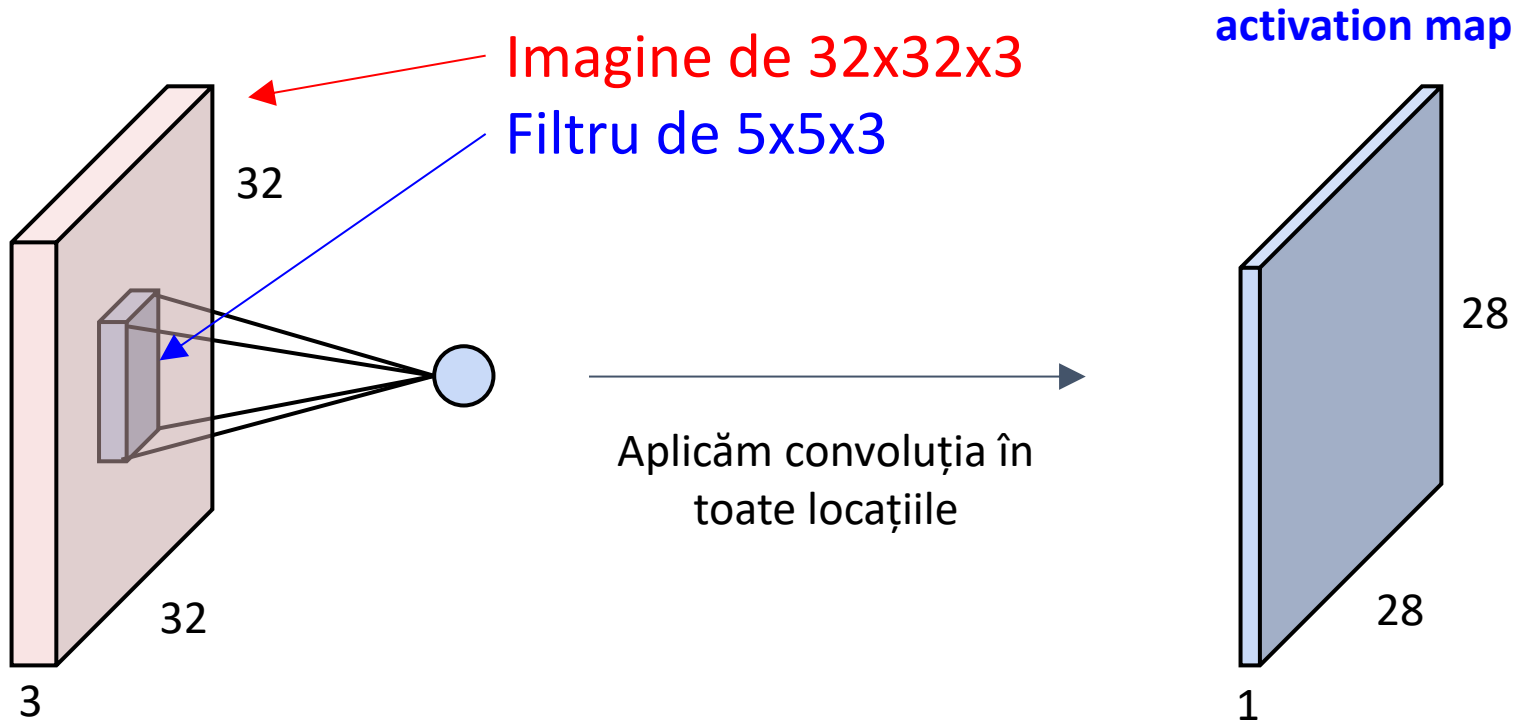 activation map
Imagine de 32x32x3
Filtru de 5x5x3
32
32
3
Aplicăm convoluția în
toate locațiile
28
28
1